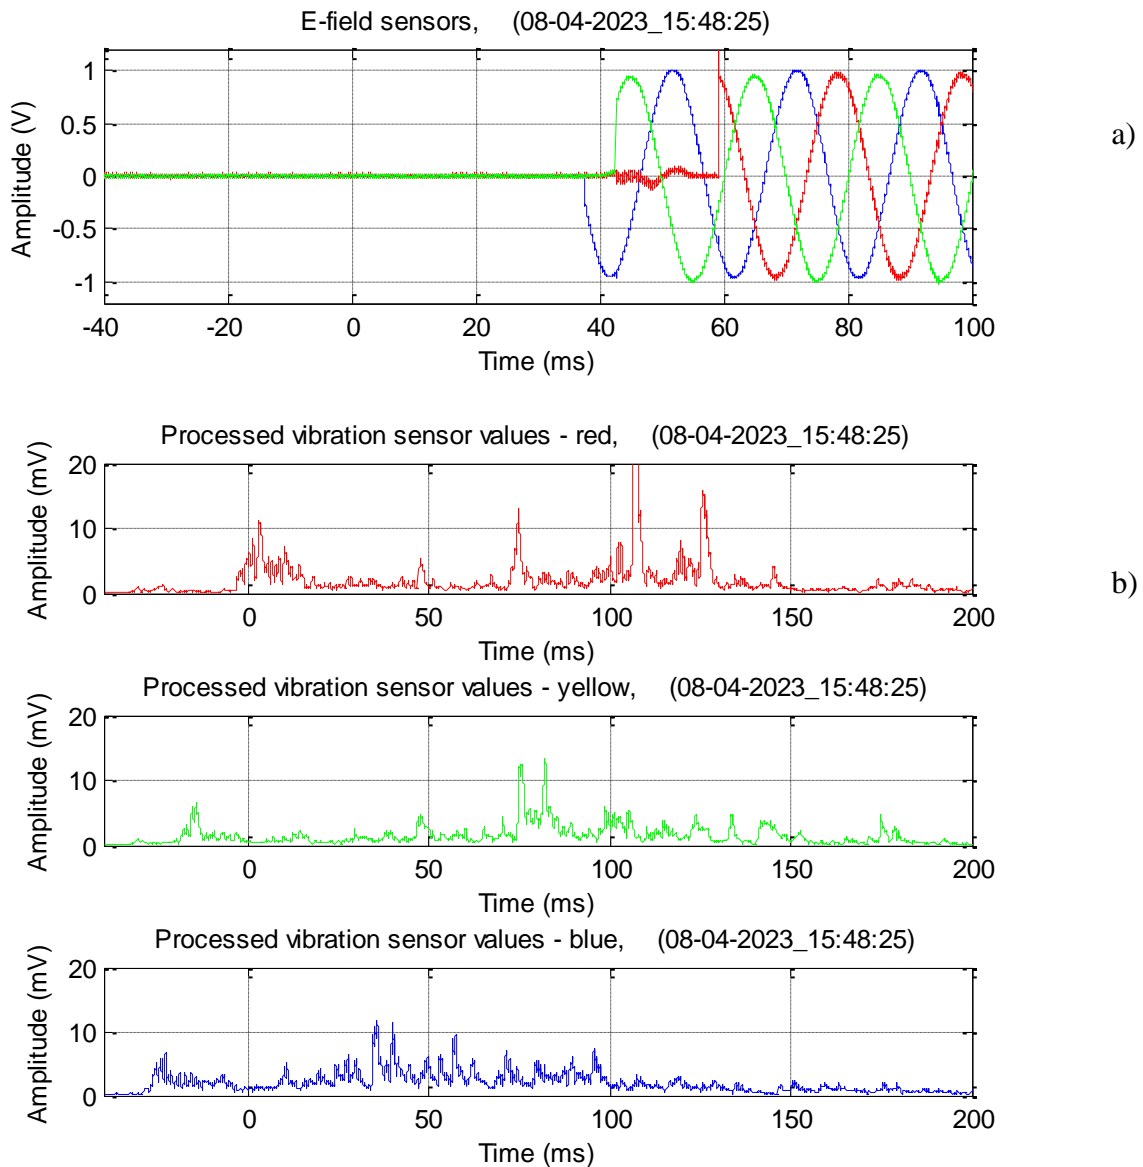 E-field sensors, (08-04-2023_15:48:25)
1
0.5
0
-0.5
-1
Amplitude (V)
-40 -20 0 20 40 60 80 100
Time (ms)
a)
Processed vibration sensor values - red, (08-04-2023_15:48:25)
20
10
0
Amplitude (mV)
0 50 100 150 200
Time (ms)
b)
Processed vibration sensor values - yellow, (08-04-2023_15:48:25)
20
10
0
Amplitude (mV)
0 50 100 150 200
Time (ms)
Processed vibration sensor values - blue, (08-04-2023_15:48:25)
20
10
0
Amplitude (mV)
0 50 100 150 200
Time (ms)